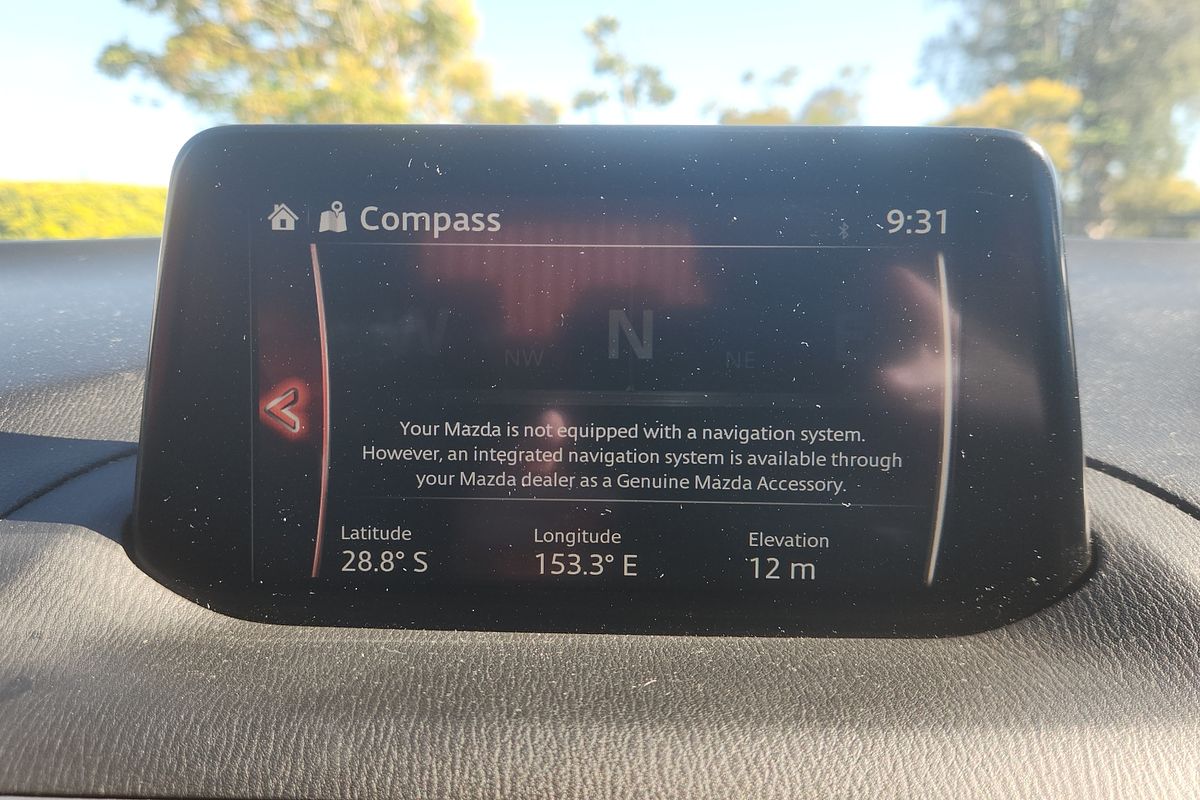 Compass
9:31
W NW N NE E
Your Mazda is not equipped with a navigation system.
However, an integrated navigation system is available through
your Mazda dealer as a Genuine Mazda Accessory.
Latitude Longitude Elevation
28.8° S 153.3° E 12 m